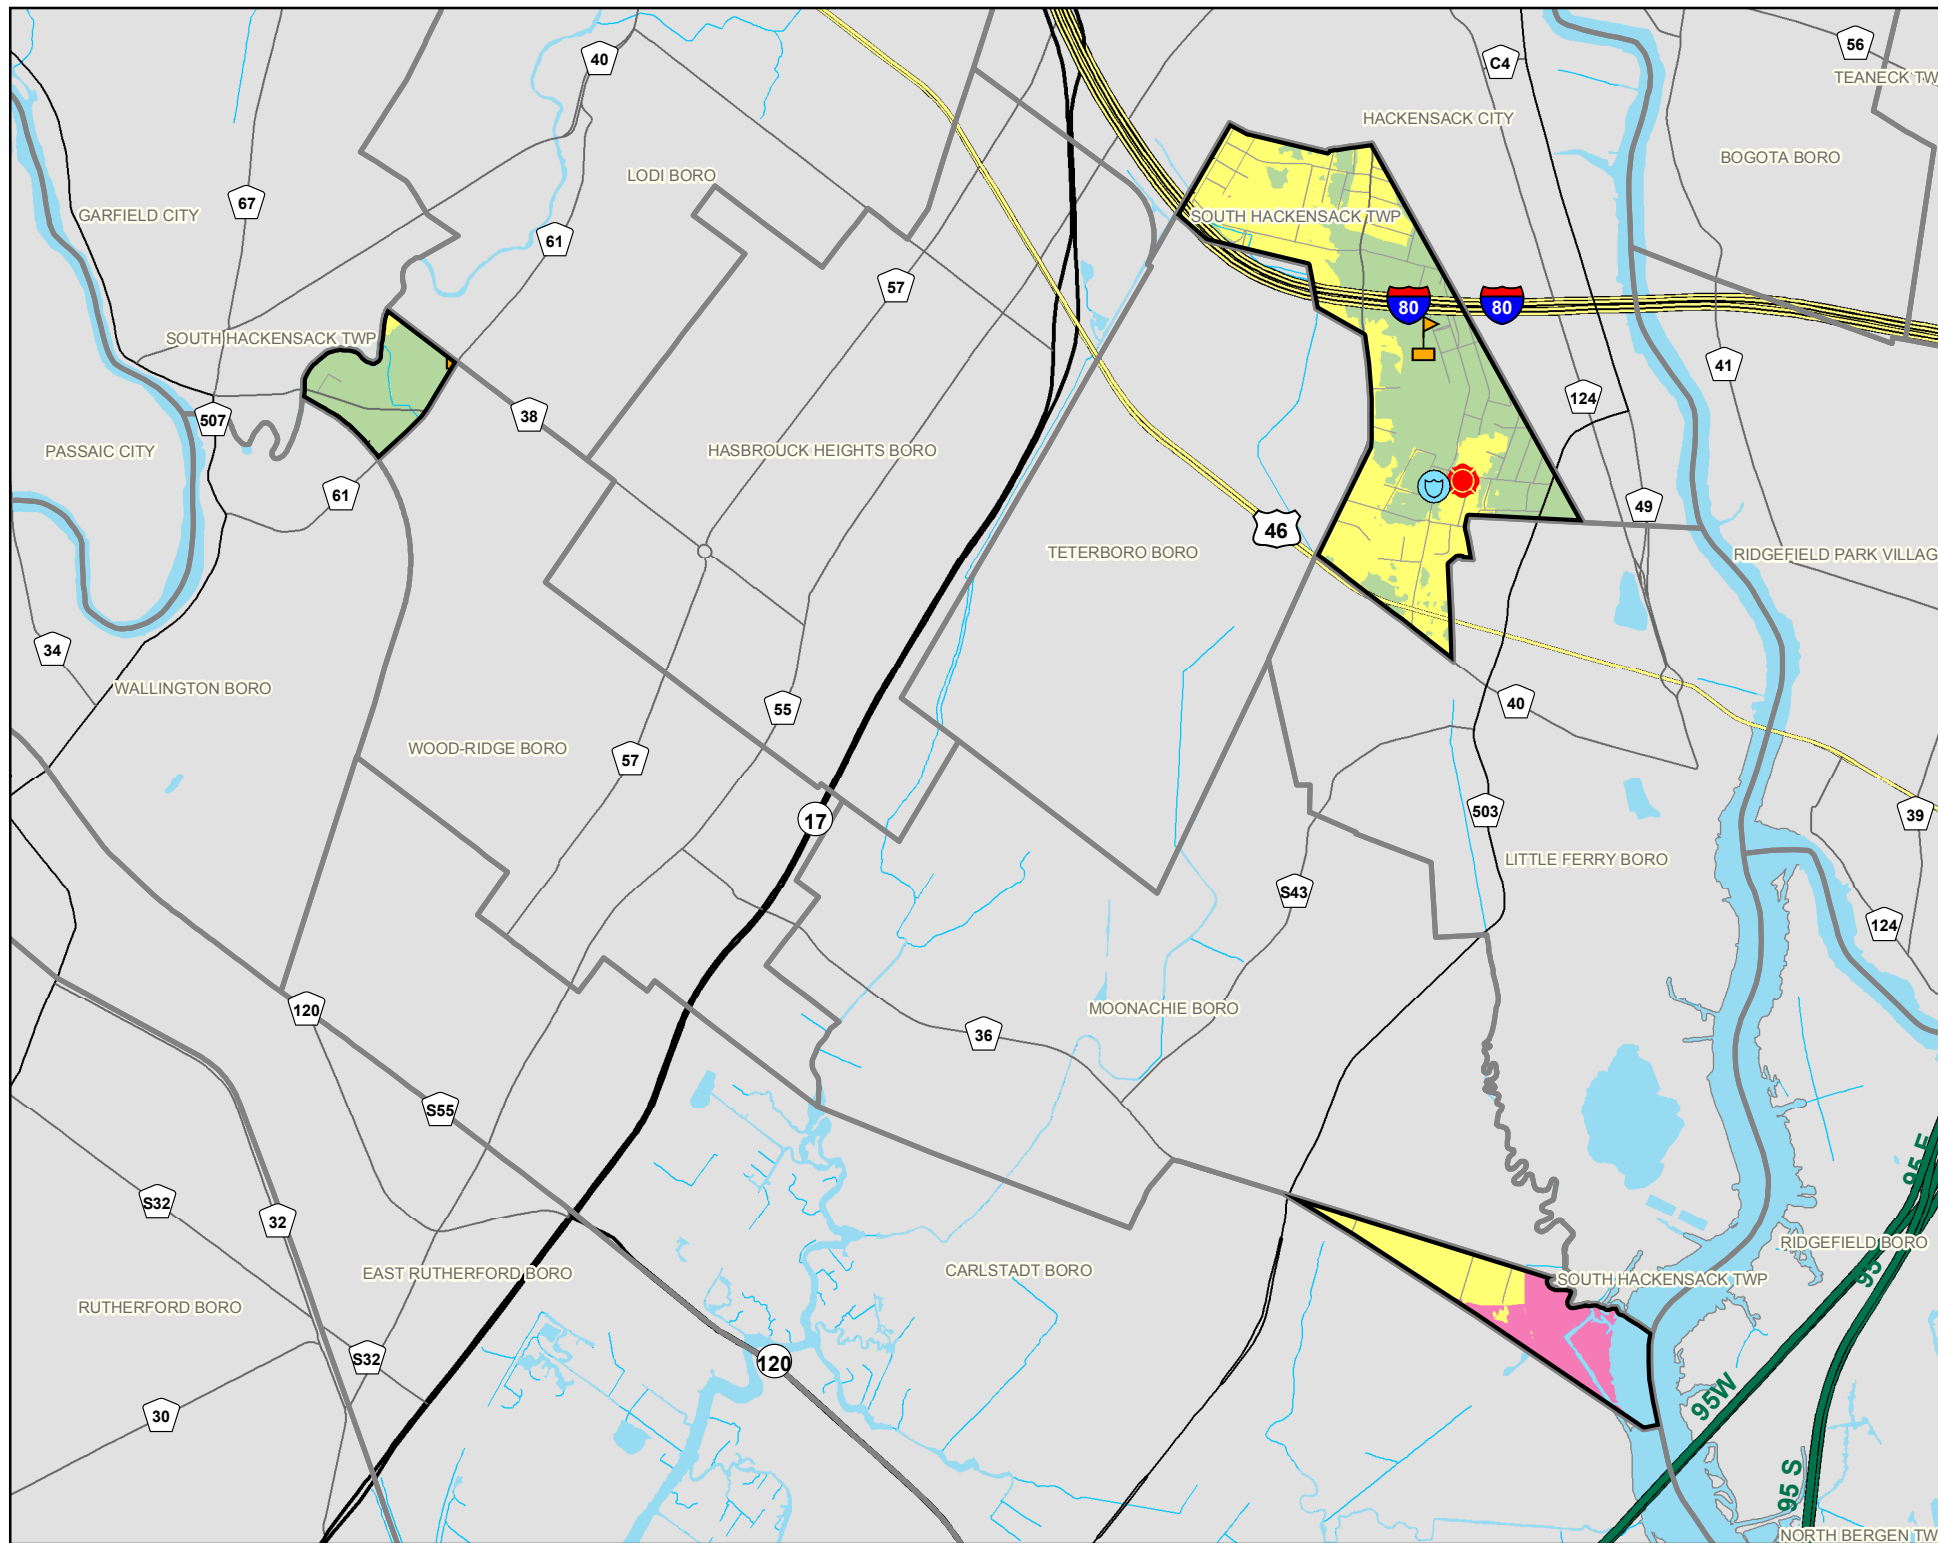 40
C4
56
TEANECK TW
HACKENSACK CITY
BOGOTA BORO
LODI BORO
67
GARFIELD CITY
SOUTH HACKENSACK TWP
61
57
80
80
SOUTH HACKENSACK TWP
41
124
507
38
PASSAIC CITY
HASBROUCK HEIGHTS BORO
61
49
46
TETERBORO BORO
RIDGEFIELD PARK VILLAG
34
WALLINGTON BORO
55
40
WOOD-RIDGE BORO
57
17
503
39
LITTLE FERRY BORO
S43
124
120
MOONACHIE BORO
36
S55
95 E
S32
32
RIDGEFIELD BORO
95
EAST RUTHERFORD BORO
CARLSTADT BORO
SOUTH HACKENSACK TWP
RUTHERFORD BORO
S32
120
95W
30
95 S
NORTH BERGEN TW